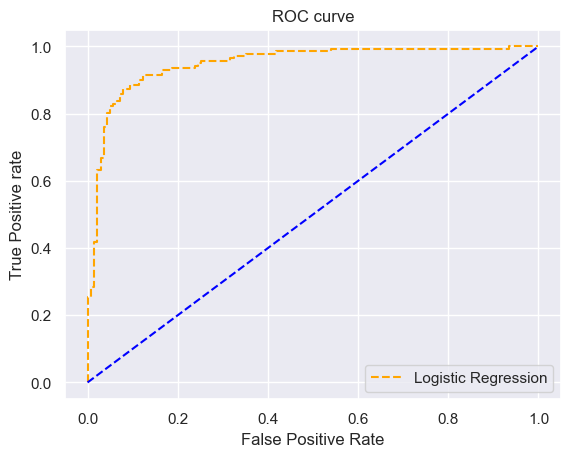 ROC curve
True Positive rate
1.0
0.8
0.6
0.4
0.2
0.0
Logistic Regression
0.0 0.2 0.4 0.6 0.8 1.0
False Positive Rate